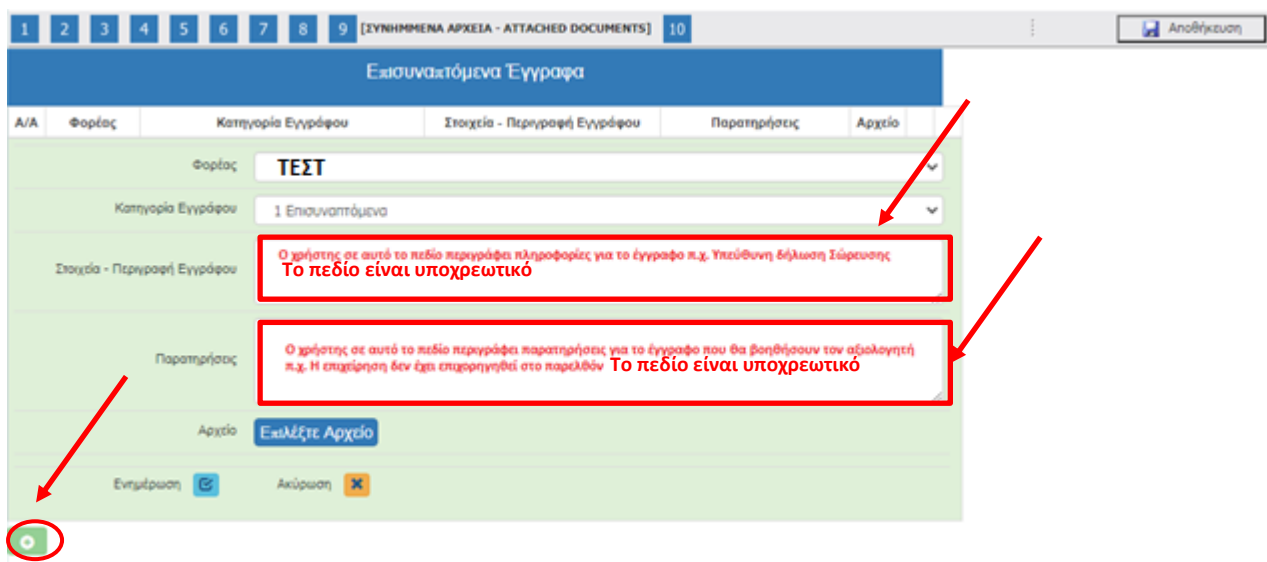 1 2 3 4 5 6 7 8 9 [ΣΥΝΗΜΜΕΝΑ ΑΡΧΕΙΑ - ATTACHED DOCUMENTS] 10 Αποθήκευση
Επισυναπτόμενα Έγγραφα
Α/Α Φορέας Κατηγορία Εγγράφου Στοιχεία - Περιγραφή Εγγράφου Παρατηρήσεις Αρχείο
Φορέας ΤΕΣΤ
Κατηγορία Εγγράφου 1 Επισυναπτόμενα
Στοιχεία - Περιγραφή Εγγράφου
Ο χρήστης σε αυτό το πεδίο περιγράφει πληροφορίες για το έγγραφο π.χ. Υπεύθυνη δήλωση Σώρευσης
Το πεδίο είναι υποχρεωτικό
Παρατηρήσεις
Ο χρήστης σε αυτό το πεδίο περιγράφει παρατηρήσεις για το έγγραφο που θα βοηθήσουν τον αξιολογητή
π.χ. Η επιχείρηση δεν έχει επιχορηγηθεί στο παρελθόν Το πεδίο είναι υποχρεωτικό
Αρχείο Επιλέξτε Αρχείο
Ενημέρωση Ακύρωση